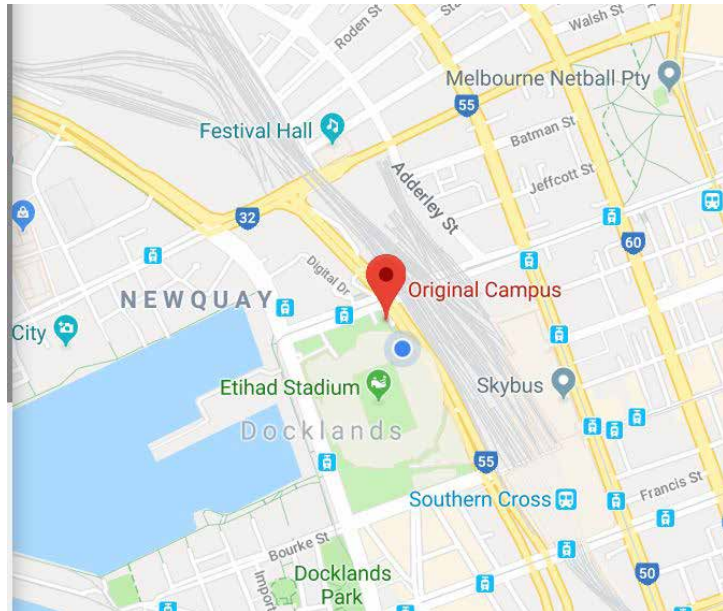 Roden St
Sta
Walsh St
Melbourne Netball Pty
55
Festival Hall
Batman St
Adderley St
Jeffcott St
32
60
Digital Dr
NEWQUAY
Original Campus
City
Etihad Stadium
Skybus
Docklands
55
Southern Cross
Francis St
Bourke St
Docklands
Park
Impor
50